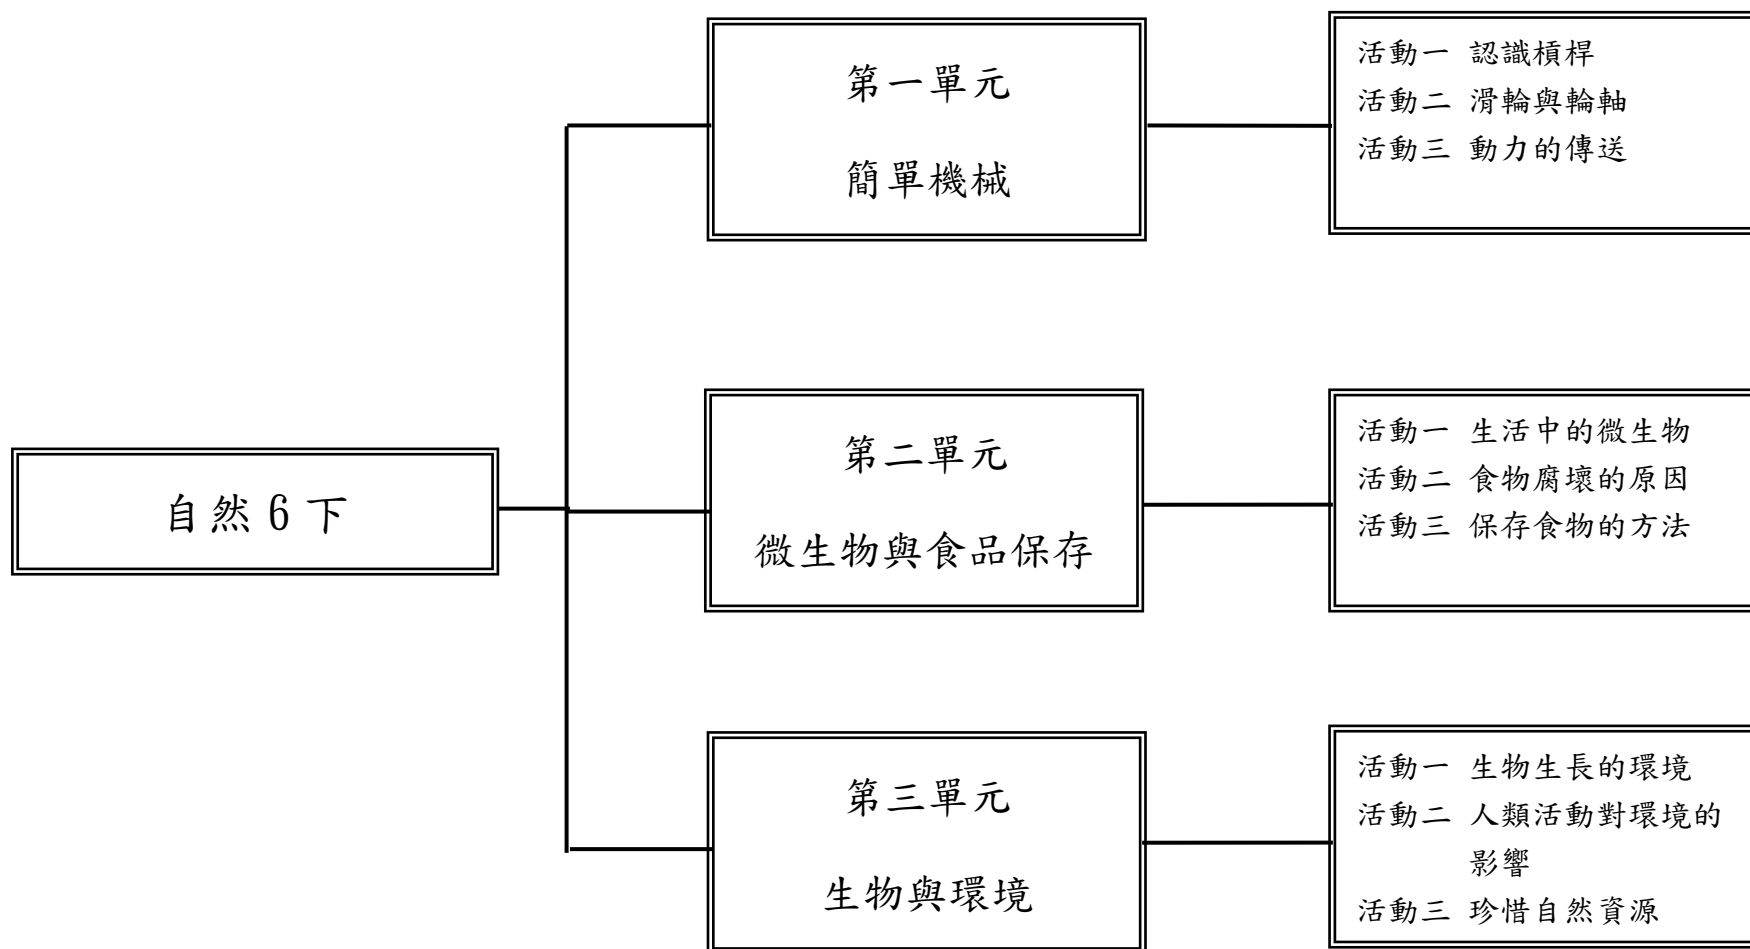 自然 6 下
第一單元
簡單機械
活動一 認識槓桿
活動二 滑輪與輪軸
活動三 動力的傳送
第二單元
微生物與食品保存
活動一 生活中的微生物
活動二 食物腐壞的原因
活動三 保存食物的方法
第三單元
生物與環境
活動一 生物生長的環境
活動二 人類活動對環境的
影響
活動三 珍惜自然資源